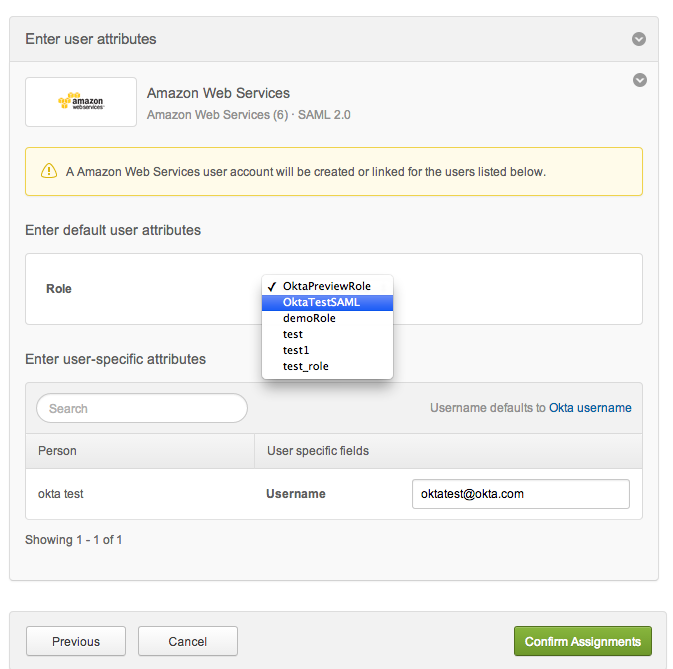 Enter user attributes
amazon
webservices
Amazon Web Services
Amazon Web Services (6) · SAML 2.0
A Amazon Web Services user account will be created or linked for the users listed below.
Enter default user attributes
Role
✓ OktaPreviewRole
OktaTestSAML
demoRole
test
test1
test_role
Enter user-specific attributes
Search
Username defaults to Okta username
Person
User specific fields
okta test
Username
oktatest@okta.com
Showing 1 - 1 of 1
Previous
Cancel
Confirm Assignments